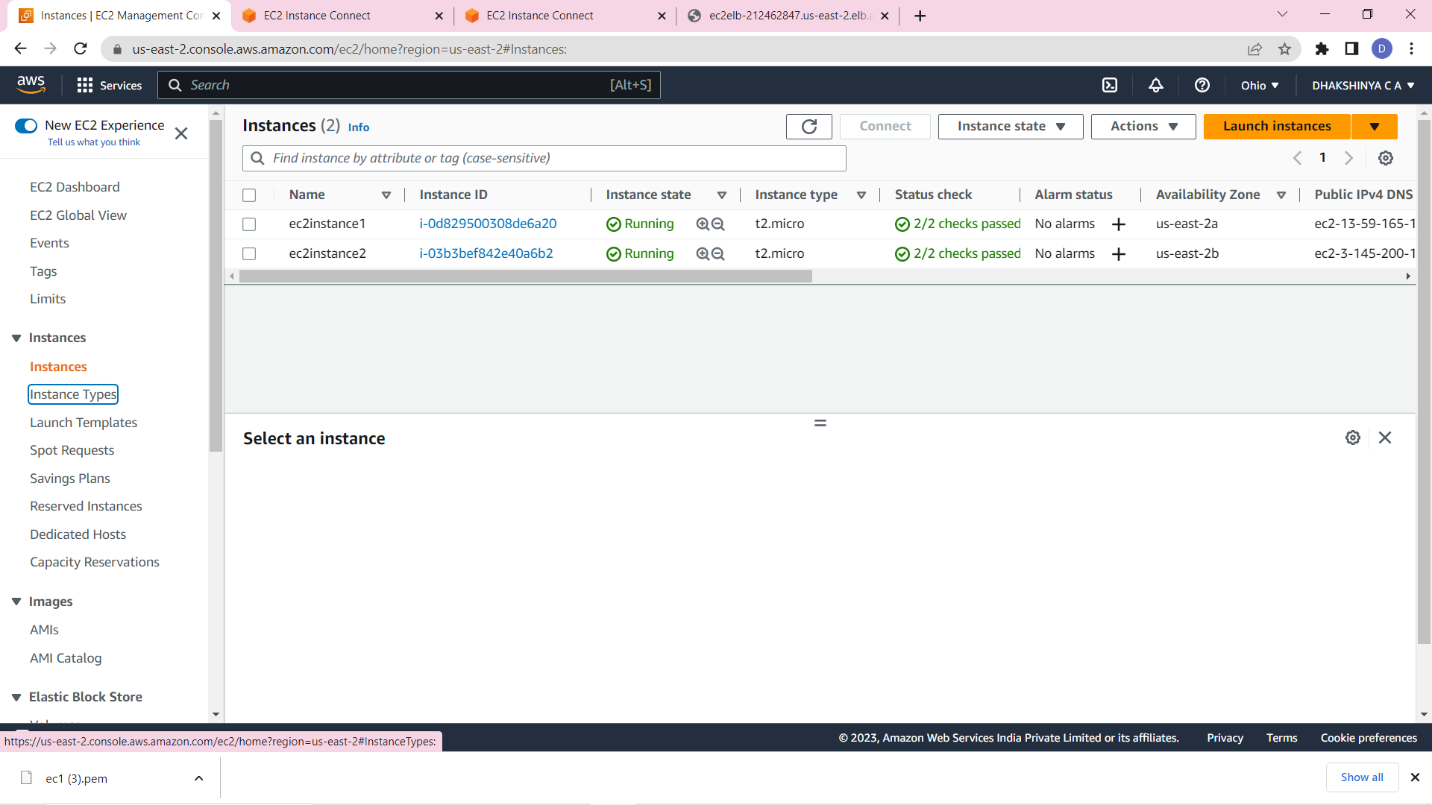 Instances | EC2 Management Con
EC2 Instance Connect
EC2 Instance Connect
ec2elb-212462847.us-east-2.elb.a
us-east-2.console.aws.amazon.com/ec2/home?region=us-east-2#Instances:
D
aws
Services
Search
[Alt+S]
Ohio
DHAKSHINYA C A
New EC2 Experience
Tell us what you think
EC2 Dashboard
EC2 Global View
Events
Tags
Limits
Instances
Instances
Instance Types
Launch Templates
Spot Requests
Savings Plans
Reserved Instances
Dedicated Hosts
Capacity Reservations
Images
AMIs
AMI Catalog
Elastic Block Store
Instances (2) Info
Connect
Instance state
Actions
Launch instances
Find instance by attribute or tag (case-sensitive)
1
Name Instance ID Instance state Instance type Status check Alarm status Availability Zone Public IPv4 DNS
ec2instance1 i-0d829500308de6a20 Running t2.micro 2/2 checks passed No alarms us-east-2a ec2-13-59-165-1
ec2instance2 i-03b3bef842e40a6b2 Running t2.micro 2/2 checks passed No alarms us-east-2b ec2-3-145-200-1
Select an instance
https://us-east-2.console.aws.amazon.com/ec2/home?region=us-east-2#InstanceTypes:
© 2023, Amazon Web Services India Private Limited or its affiliates.
Privacy
Terms
Cookie preferences
ec1 (3).pem
Show all